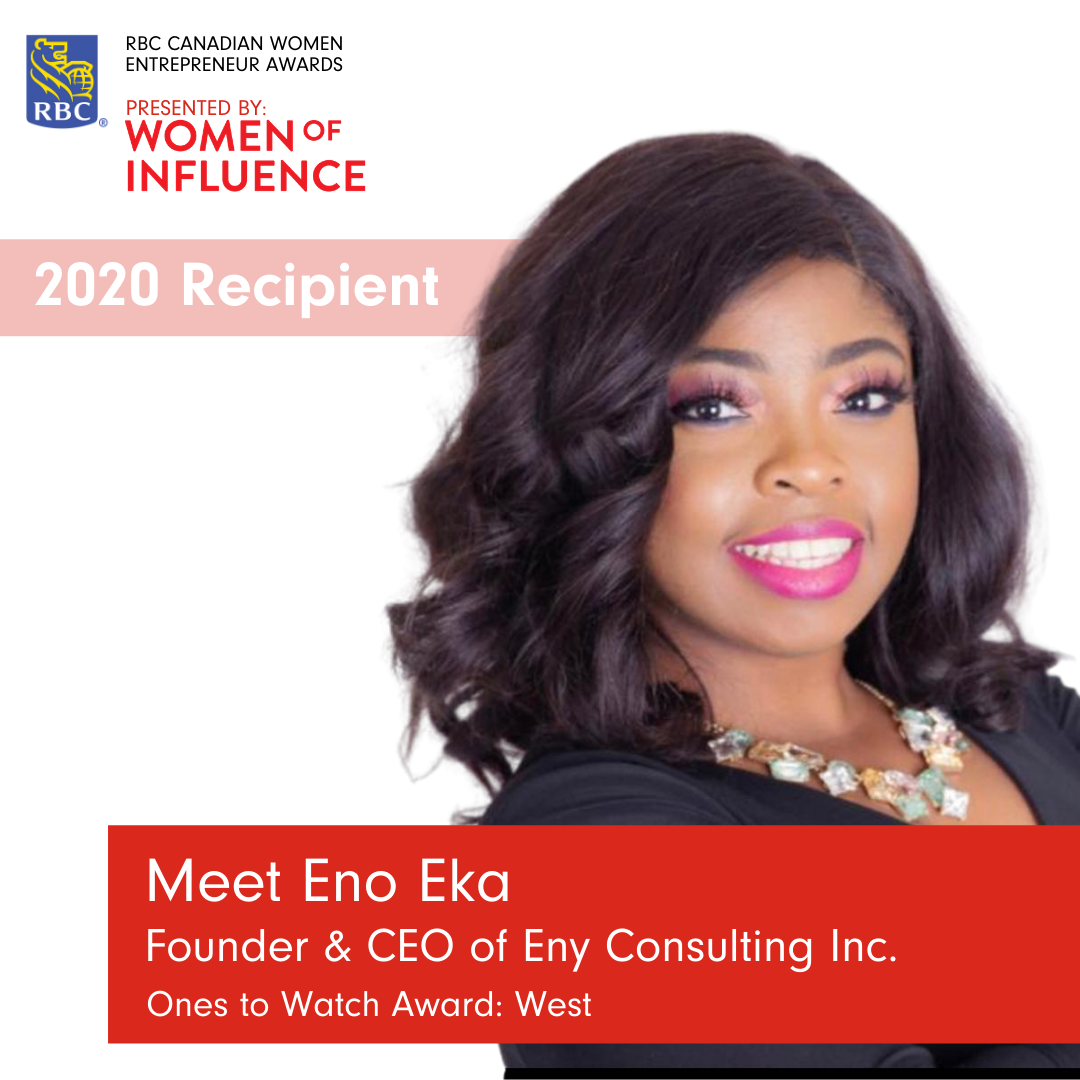 RBC
®
RBC CANADIAN WOMEN
ENTREPRENEUR AWARDS
PRESENTED BY:
WOMEN OF
INFLUENCE
2020 Recipient
Meet Eno Eka
Founder & CEO of Eny Consulting Inc.
Ones to Watch Award: West